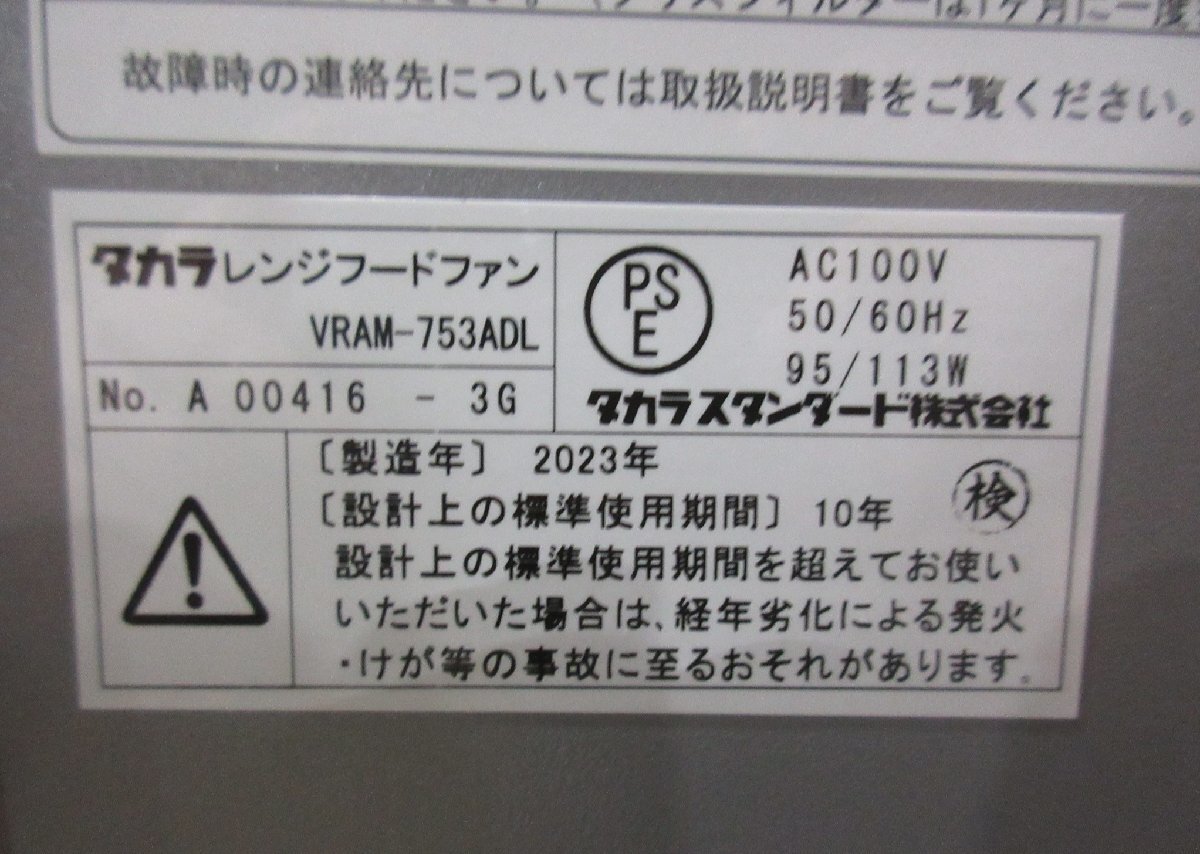 は1ケ月に一度
故障時の連絡先については取扱説明書をご覧ください。
タカラレンジフードファン
VRAM-753ADL
No. A 00416 - 3G
PS
E
AC100V
50/60Hz
95/113W
タカラスタンダード株式会社
〔製造年〕 2023年
〔設計上の標準使用期間〕 10年
検
設計上の標準使用期間を超えてお使い
いただいた場合は、経年劣化による発火
・けが等の事故に至るおそれがあります。